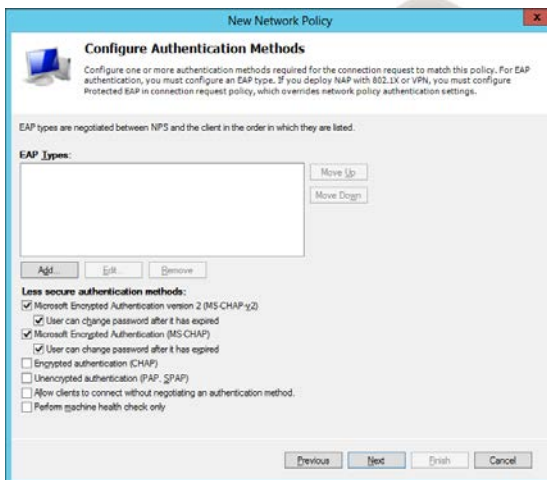 New Network Policy
x
Configure Authentication Methods
Configure one or more authentication methods required for the connection request to match this policy. For EAP
authentication, you must configure an EAP type. If you deploy NAP with 802.1X or VPN, you must configure
Protected EAP in connection request policy, which overrides network policy authentication settings.
EAP types are negotiated between NPS and the client in the order in which they are listed.
EAP Types:
Move Up
Move Down
Add...
Edit...
Remove
Less secure authentication methods:
Microsoft Encrypted Authentication version 2 (MS-CHAP-v2)
User can change password after it has expired
Microsoft Encrypted Authentication (MS-CHAP)
User can change password after it has expired
Encrypted authentication (CHAP)
Unencrypted authentication (PAP, SPAP)
Allow clients to connect without negotiating an authentication method.
Perform machine health check only
Previous
Next
Finish
Cancel